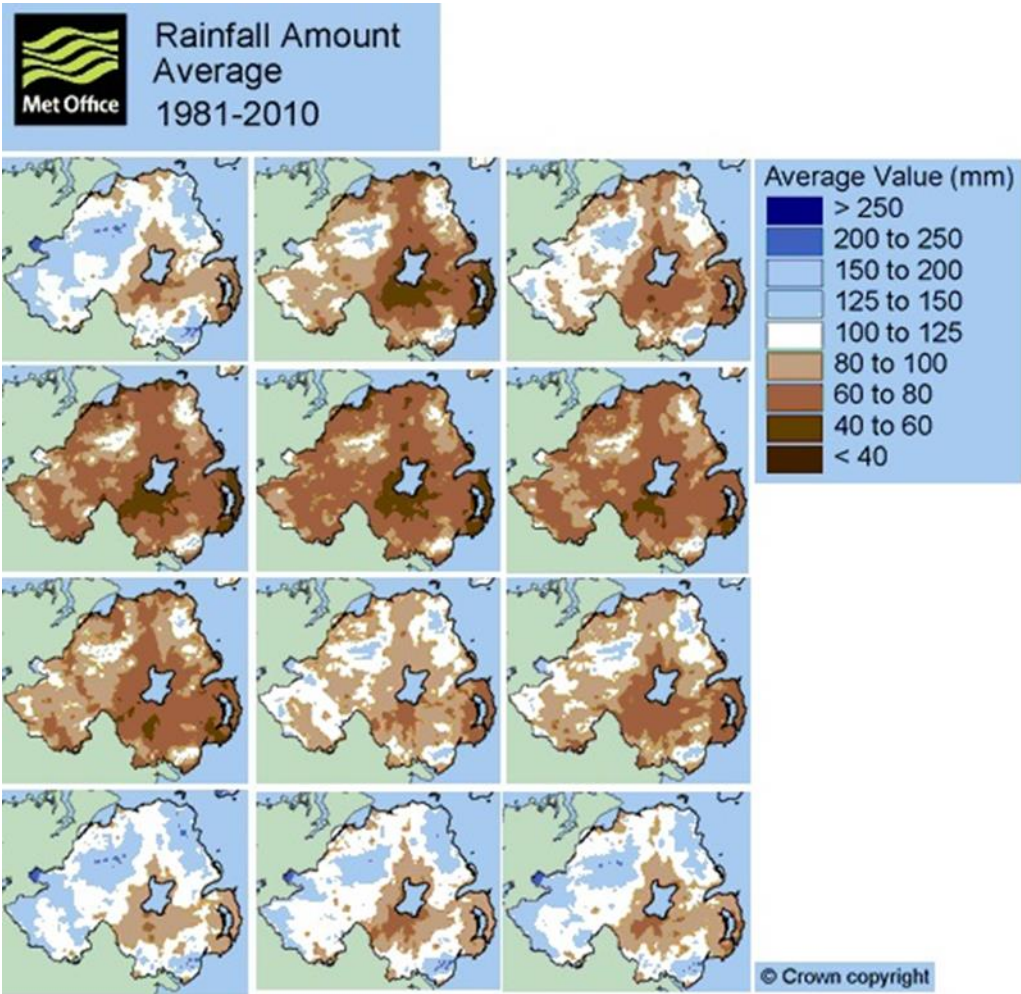 Met Office
Rainfall Amount
Average
1981-2010
Average Value (mm)
> 250
200 to 250
150 to 200
125 to 150
100 to 125
80 to 100
60 to 80
40 to 60
< 40
© Crown copyright